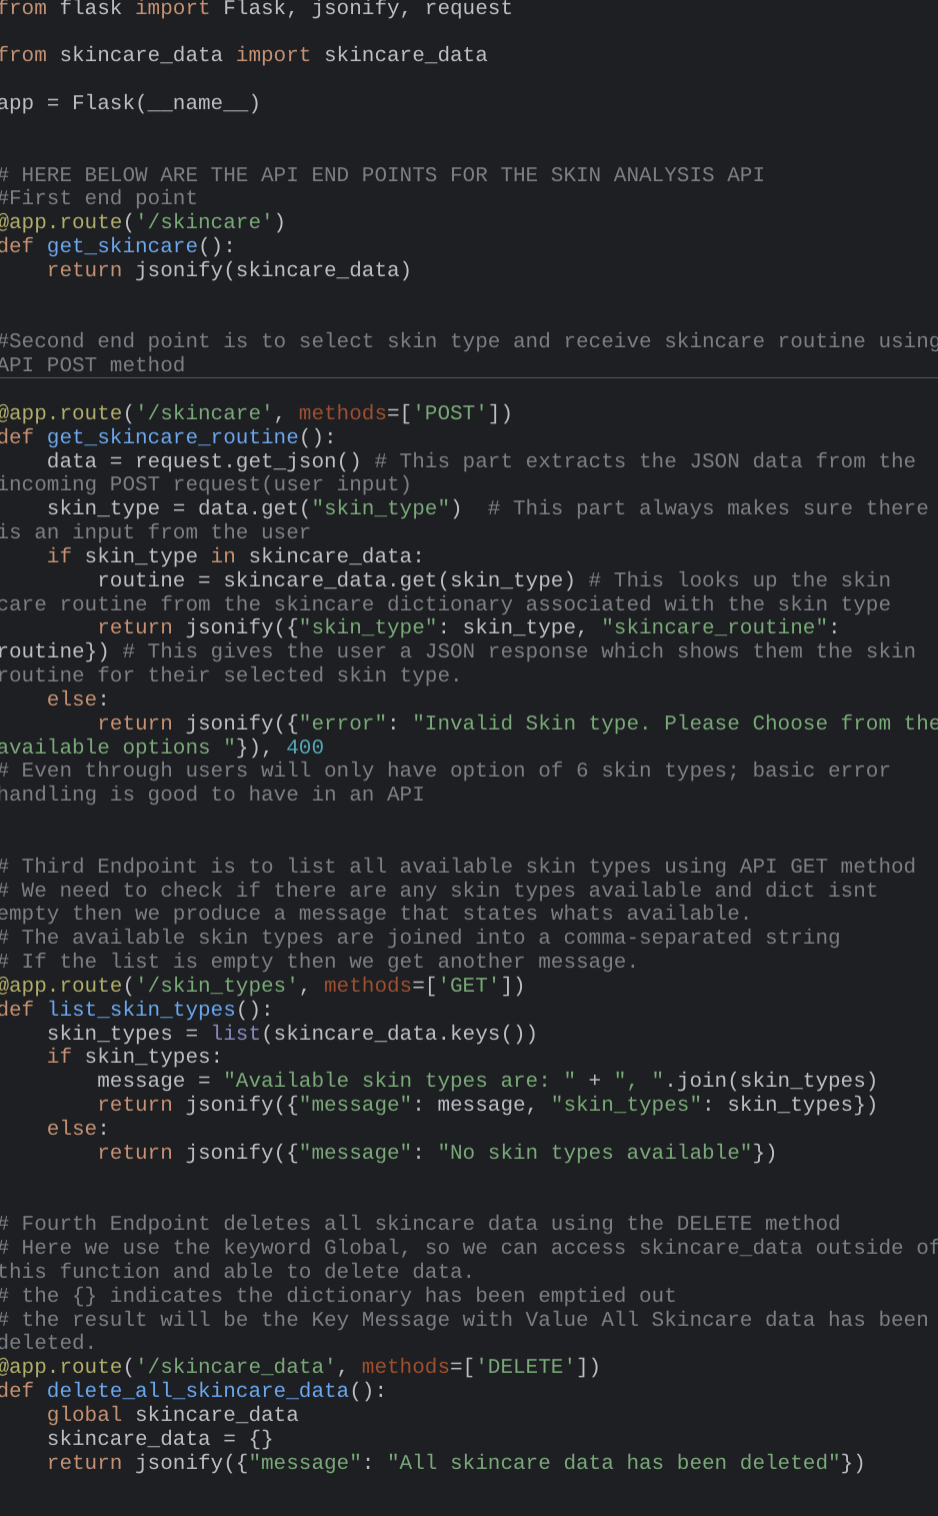 from flask import Flask, jsonify, request
from skincare_data import skincare_data
app = Flask(__name__)
# HERE BELOW ARE THE API END POINTS FOR THE SKIN ANALYSIS API
#First end point
@app.route('/skincare')
def get_skincare():
    return jsonify(skincare_data)
#Second end point is to select skin type and receive skincare routine using
API POST method
@app.route('/skincare', methods=['POST'])
def get_skincare_routine():
    data = request.get_json() # This part extracts the JSON data from the
incoming POST request(user input)
    skin_type = data.get("skin_type")  # This part always makes sure there
is an input from the user
    if skin_type in skincare_data:
        routine = skincare_data.get(skin_type) # This looks up the skin
care routine from the skincare dictionary associated with the skin type
        return jsonify({"skin_type": skin_type, "skincare_routine":
routine}) # This gives the user a JSON response which shows them the skin
routine for their selected skin type.
    else:
        return jsonify({"error": "Invalid Skin type. Please Choose from the
available options "}), 400
# Even through users will only have option of 6 skin types; basic error
handling is good to have in an API
# Third Endpoint is to list all available skin types using API GET method
# We need to check if there are any skin types available and dict isnt
empty then we produce a message that states whats available.
# The available skin types are joined into a comma-separated string
# If the list is empty then we get another message.
@app.route('/skin_types', methods=['GET'])
def list_skin_types():
    skin_types = list(skincare_data.keys())
    if skin_types:
        message = "Available skin types are: " + ", ".join(skin_types)
        return jsonify({"message": message, "skin_types": skin_types})
    else:
        return jsonify({"message": "No skin types available"})
# Fourth Endpoint deletes all skincare data using the DELETE method
# Here we use the keyword Global, so we can access skincare_data outside of
this function and able to delete data.
# the {} indicates the dictionary has been emptied out
# the result will be the Key Message with Value All Skincare data has been
deleted.
@app.route('/skincare_data', methods=['DELETE'])
def delete_all_skincare_data():
    global skincare_data
    skincare_data = {}
    return jsonify({"message": "All skincare data has been deleted"})